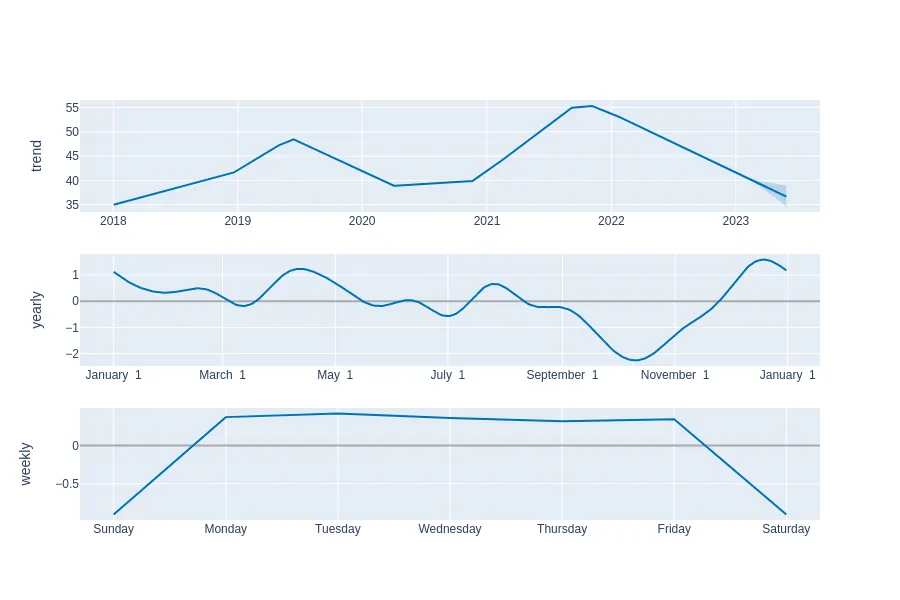 trend
55
50
45
40
35
2018 2019 2020 2021 2022 2023
yearly
1
0
−1
−2
January 1 March 1 May 1 July 1 September 1 November 1 January 1
weekly
0
−0.5
Sunday Monday Tuesday Wednesday Thursday Friday Saturday